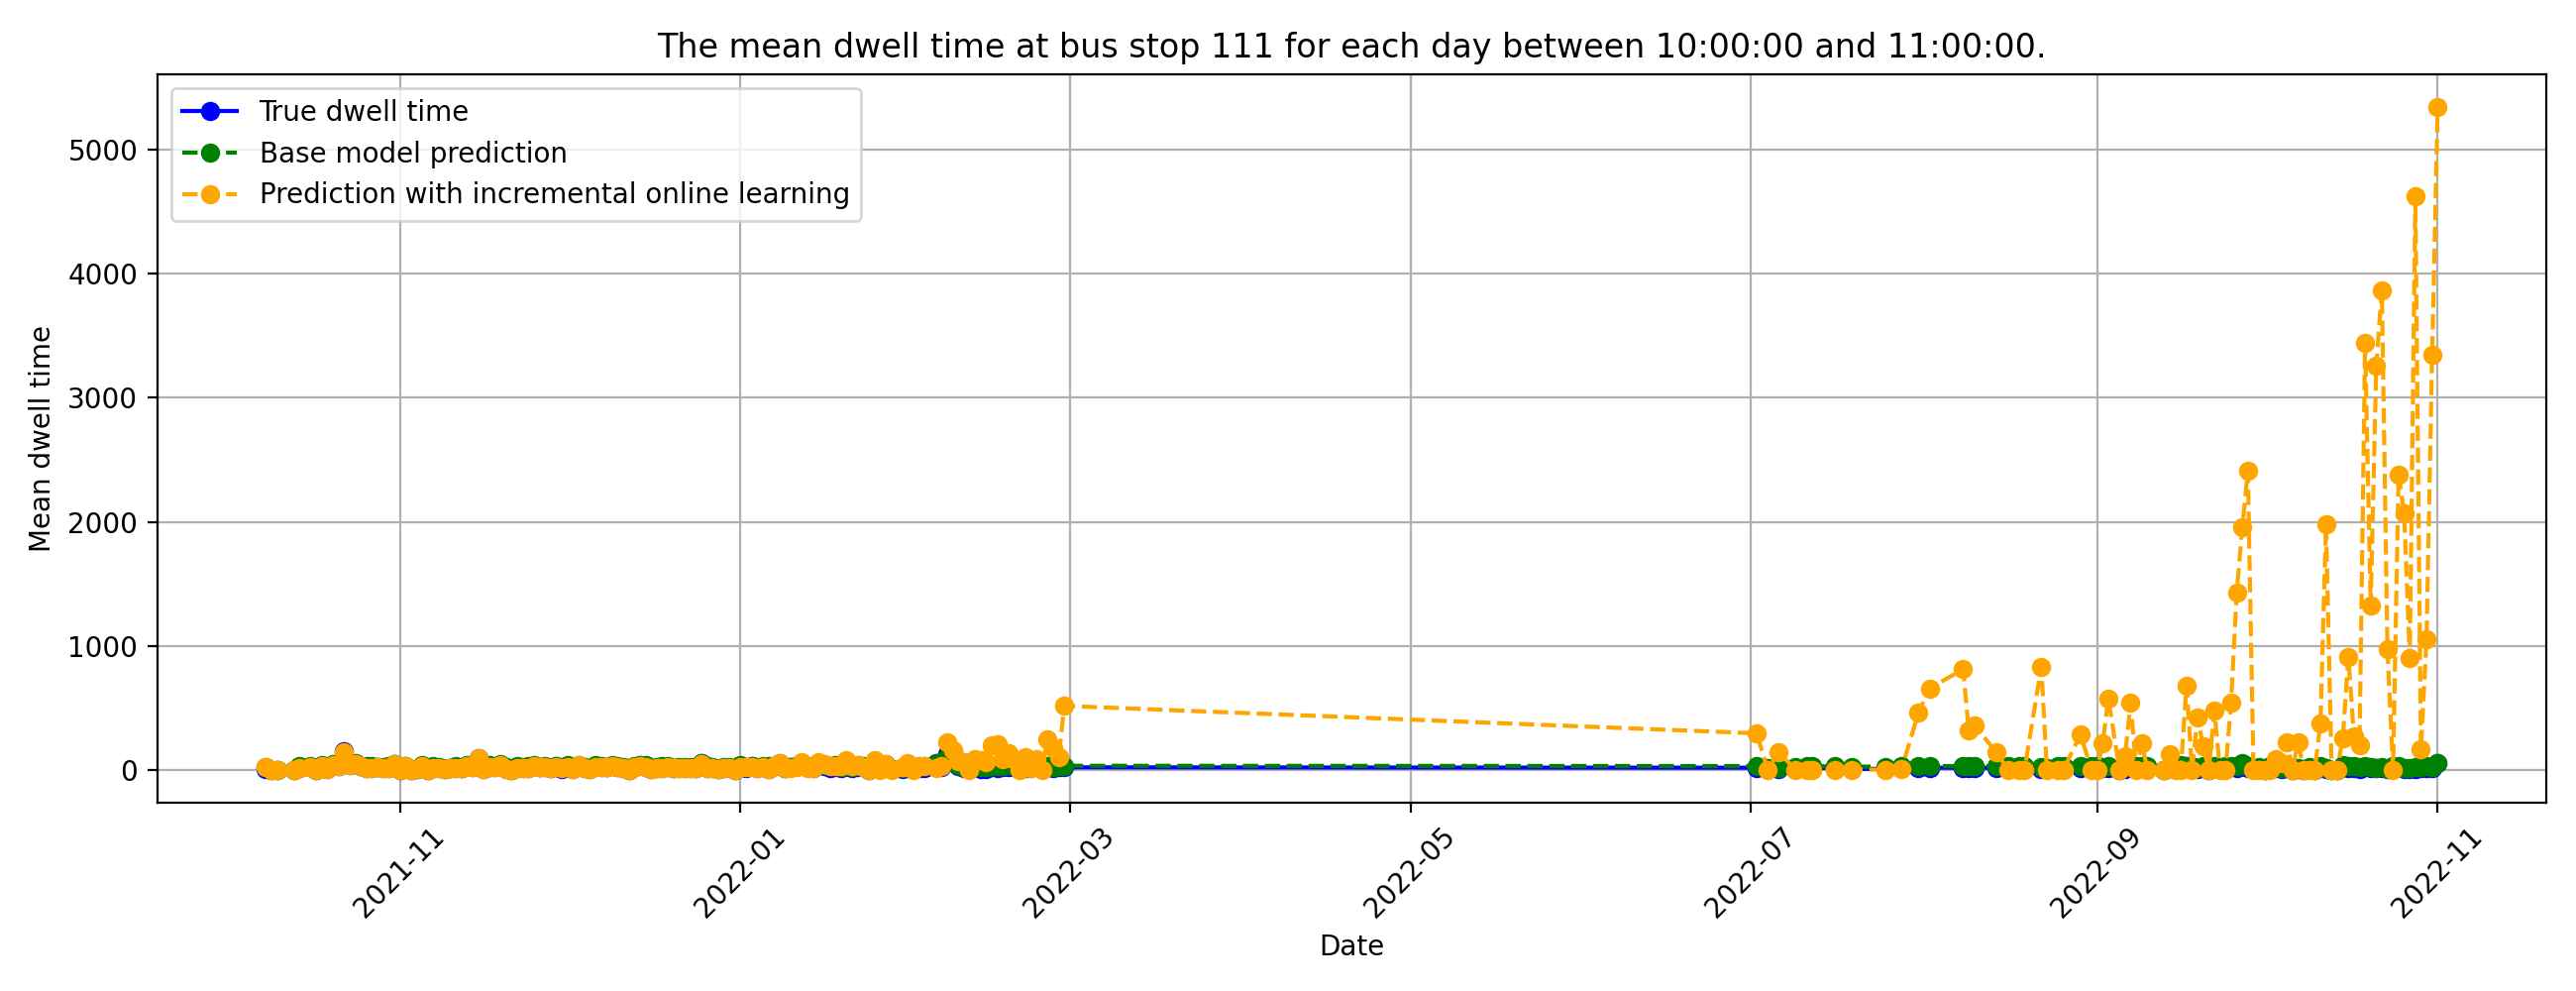 The mean dwell time at bus stop 111 for each day between 10:00:00 and 11:00:00.
True dwell time
Base model prediction
Prediction with incremental online learning
Mean dwell time
5000
4000
3000
2000
1000
0
2021-11
2022-01
2022-03
2022-05
2022-07
2022-09
2022-11
Date